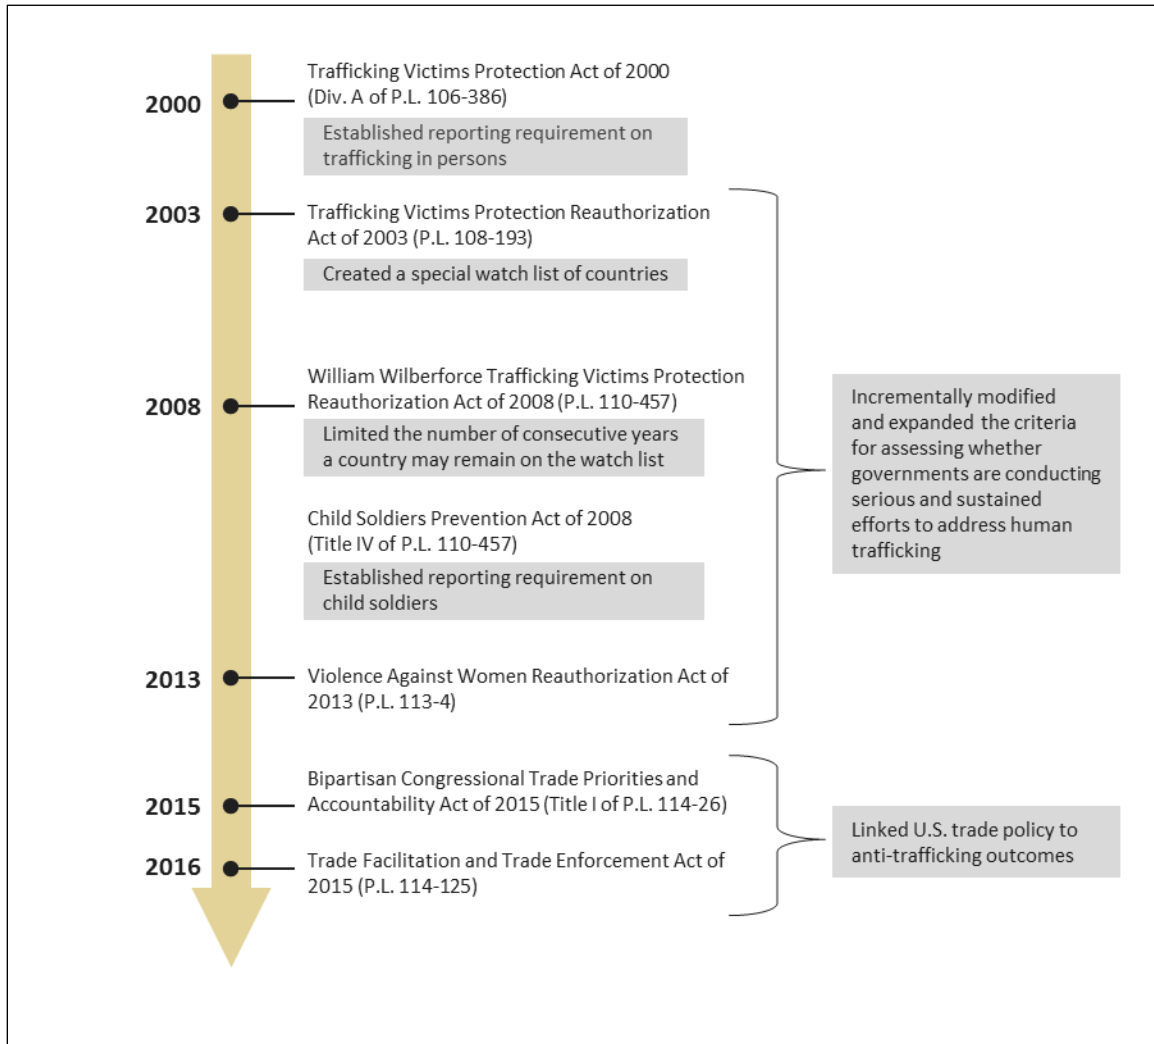 2000
Trafficking Victims Protection Act of 2000
(Div. A of P.L. 106-386)
Established reporting requirement on
trafficking in persons
2003
Trafficking Victims Protection Reauthorization
Act of 2003 (P.L. 108-193)
Created a special watch list of countries
2008
William Wilberforce Trafficking Victims Protection
Reauthorization Act of 2008 (P.L. 110-457)
Limited the number of consecutive years
a country may remain on the watch list
Child Soldiers Prevention Act of 2008
(Title IV of P.L. 110-457)
Established reporting requirement on
child soldiers
2013
Violence Against Women Reauthorization Act of
2013 (P.L. 113-4)
Incrementally modified
and expanded the criteria
for assessing whether
governments are conducting
serious and sustained
efforts to address human
trafficking
2015
Bipartisan Congressional Trade Priorities and
Accountability Act of 2015 (Title I of P.L. 114-26)
2016
Trade Facilitation and Trade Enforcement Act of
2015 (P.L. 114-125)
Linked U.S. trade policy to
anti-trafficking outcomes